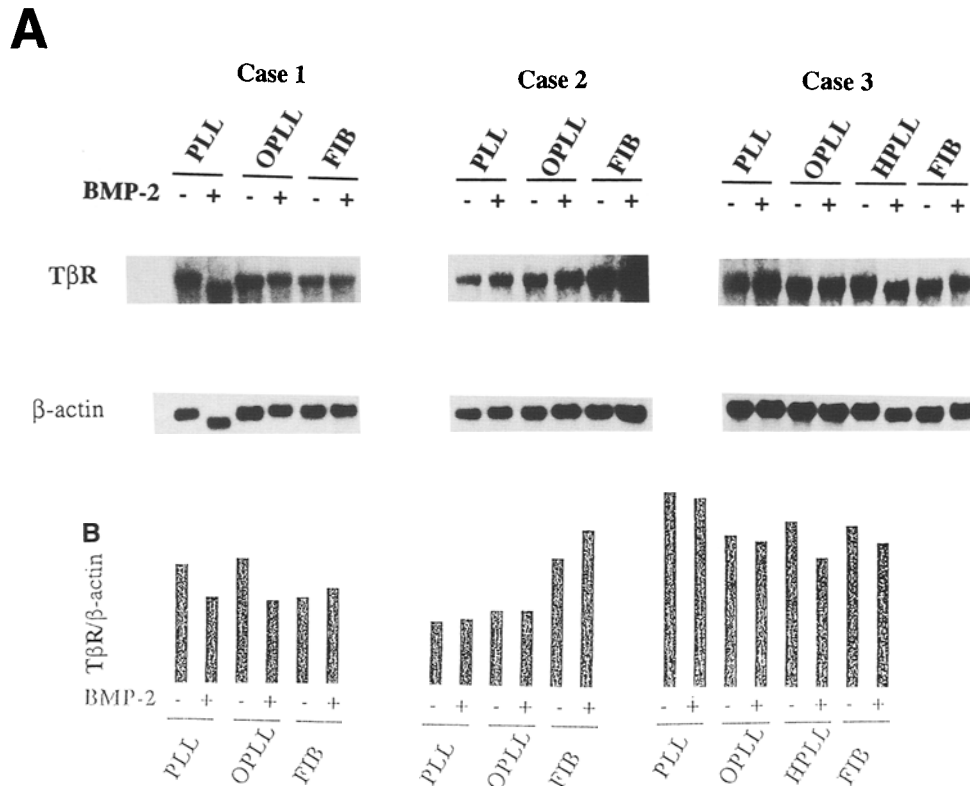 A
Case 1 Case 2 Case 3
PLL OPLL FIB PLL OPLL FIB PLL OPLL HPLL FIB
BMP-2 - + - + - + - + - + - + - + - + - + - +
TβR
β-actin
B
TβR/β-actin
BMP-2 - + - + - + - + - + - + - + - + - + - +
PLL OPLL FIB PLL OPLL FIB PLL OPLL HPLL FIB